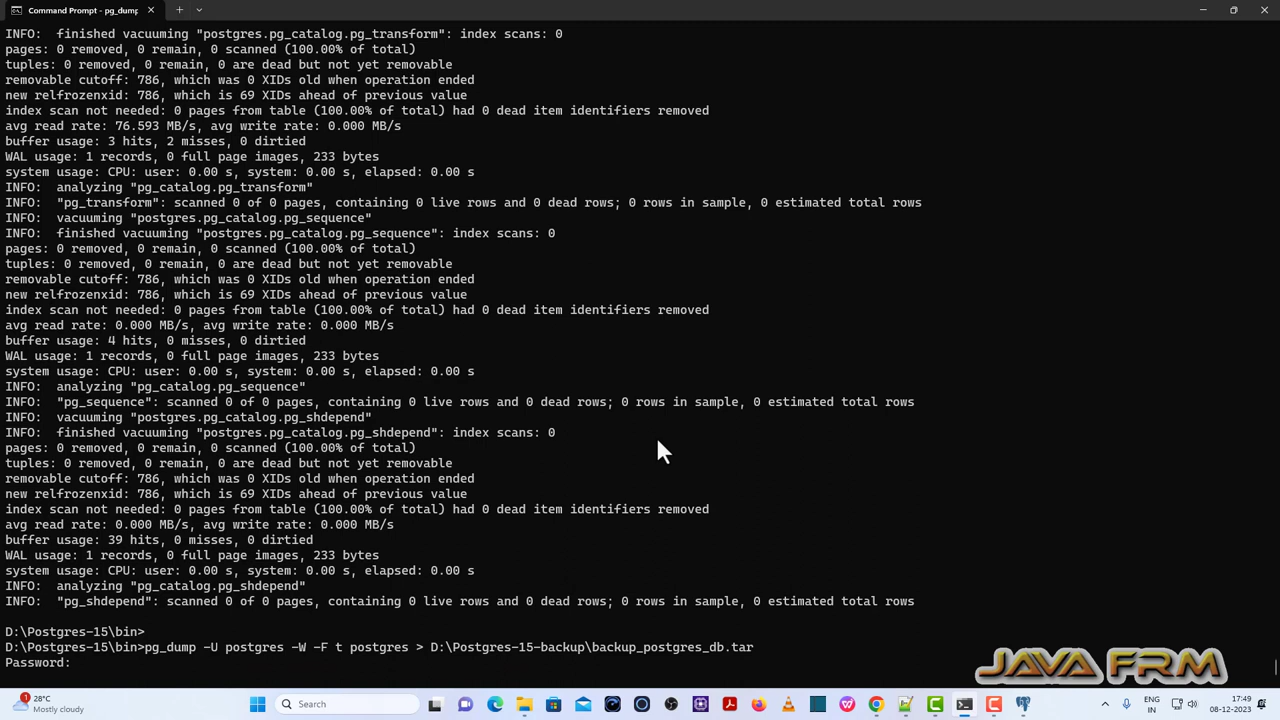 Command Prompt - pg_dump
INFO:  finished vacuuming "postgres.pg_catalog.pg_transform": index scans: 0
pages: 0 removed, 0 remain, 0 scanned (100.00% of total)
tuples: 0 removed, 0 remain, 0 are dead but not yet removable
removable cutoff: 786, which was 0 XIDs old when operation ended
new relfrozenxid: 786, which is 69 XIDs ahead of previous value
index scan not needed: 0 pages from table (100.00% of total) had 0 dead item identifiers removed
avg read rate: 76.593 MB/s, avg write rate: 0.000 MB/s
buffer usage: 3 hits, 2 misses, 0 dirtied
WAL usage: 1 records, 0 full page images, 233 bytes
system usage: CPU: user: 0.00 s, system: 0.00 s, elapsed: 0.00 s
INFO:  analyzing "pg_catalog.pg_transform"
INFO:  "pg_transform": scanned 0 of 0 pages, containing 0 live rows and 0 dead rows; 0 rows in sample, 0 estimated total rows
INFO:  vacuuming "postgres.pg_catalog.pg_sequence"
INFO:  finished vacuuming "postgres.pg_catalog.pg_sequence": index scans: 0
pages: 0 removed, 0 remain, 0 scanned (100.00% of total)
tuples: 0 removed, 0 remain, 0 are dead but not yet removable
removable cutoff: 786, which was 0 XIDs old when operation ended
new relfrozenxid: 786, which is 69 XIDs ahead of previous value
index scan not needed: 0 pages from table (100.00% of total) had 0 dead item identifiers removed
avg read rate: 0.000 MB/s, avg write rate: 0.000 MB/s
buffer usage: 4 hits, 0 misses, 0 dirtied
WAL usage: 1 records, 0 full page images, 233 bytes
system usage: CPU: user: 0.00 s, system: 0.00 s, elapsed: 0.00 s
INFO:  analyzing "pg_catalog.pg_sequence"
INFO:  "pg_sequence": scanned 0 of 0 pages, containing 0 live rows and 0 dead rows; 0 rows in sample, 0 estimated total rows
INFO:  vacuuming "postgres.pg_catalog.pg_shdepend"
INFO:  finished vacuuming "postgres.pg_catalog.pg_shdepend": index scans: 0
pages: 0 removed, 0 remain, 0 scanned (100.00% of total)
tuples: 0 removed, 0 remain, 0 are dead but not yet removable
removable cutoff: 786, which was 0 XIDs old when operation ended
new relfrozenxid: 786, which is 69 XIDs ahead of previous value
index scan not needed: 0 pages from table (100.00% of total) had 0 dead item identifiers removed
avg read rate: 0.000 MB/s, avg write rate: 0.000 MB/s
buffer usage: 39 hits, 0 misses, 0 dirtied
WAL usage: 1 records, 0 full page images, 233 bytes
system usage: CPU: user: 0.00 s, system: 0.00 s, elapsed: 0.00 s
INFO:  analyzing "pg_catalog.pg_shdepend"
INFO:  "pg_shdepend": scanned 0 of 0 pages, containing 0 live rows and 0 dead rows; 0 rows in sample, 0 estimated total rows
D:\Postgres-15\bin>
D:\Postgres-15\bin>pg_dump -U postgres -W -F t postgres > D:\Postgres-15-backup\backup_postgres_db.tar
Password:
JAVA FRM
1
28°C
Mostly cloudy
Search
ENG
IN
17:49
08-12-2023